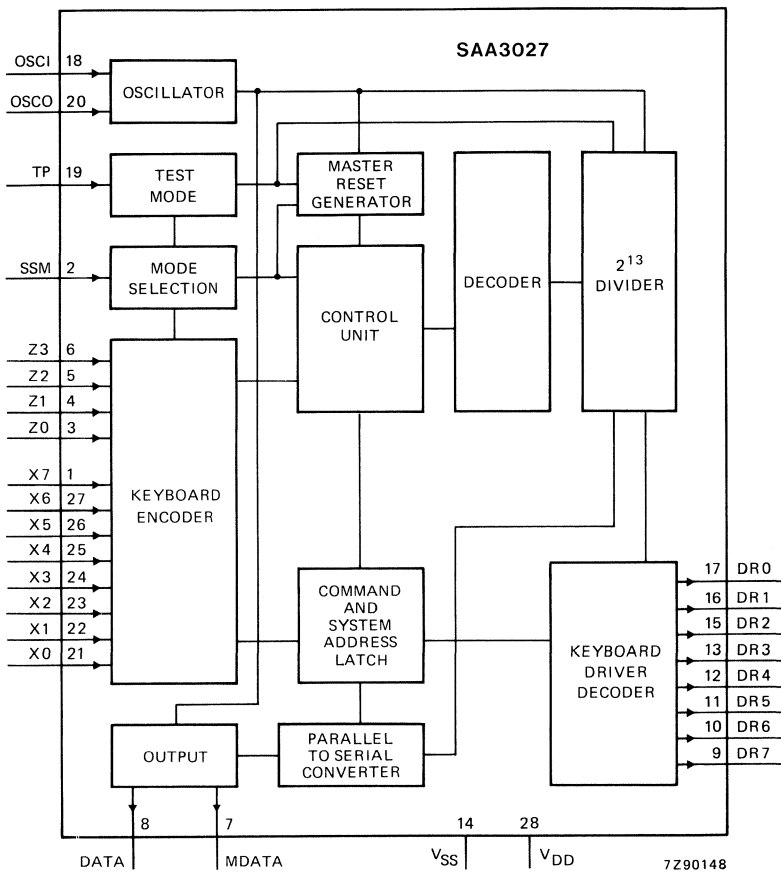 SAA3027
OSCI 18
OSCO 20
OSCILLATOR
TP 19
TEST
MODE
MASTER
RESET
GENERATOR
SSM 2
MODE
SELECTION
CONTROL
UNIT
DECODER
2¹³
DIVIDER
Z3 6
Z2 5
Z1 4
Z0 3
X7 1
X6 27
X5 26
X4 25
X3 24
X2 23
X1 22
X0 21
KEYBOARD
ENCODER
COMMAND
AND
SYSTEM
ADDRESS
LATCH
KEYBOARD
DRIVER
DECODER
17 DR0
16 DR1
15 DR2
13 DR3
12 DR4
11 DR5
10 DR6
9 DR7
OUTPUT
PARALLEL
TO SERIAL
CONVERTER
8 7 14 28
DATA MDATA VSS VDD
7Z90148